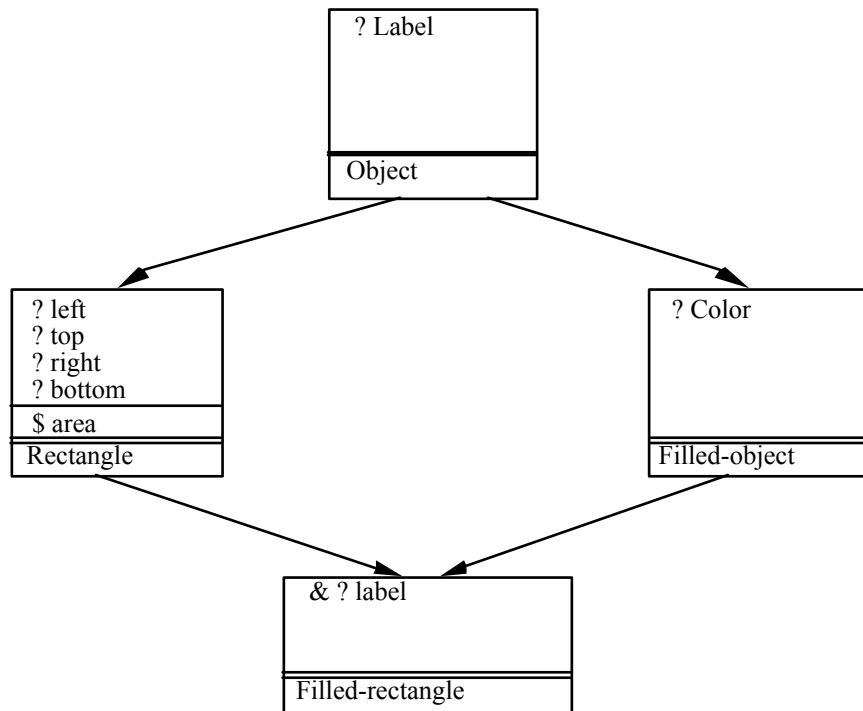 ? Label
Object
? left
? top
? right
? bottom
$ area
Rectangle
? Color
Filled-object
& ? label
Filled-rectangle